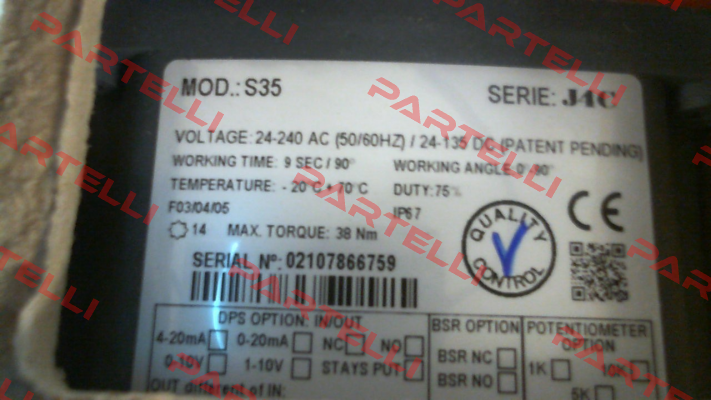 MOD.: S35 SERIE: J4C
VOLTAGE: 24-240 AC (50/60HZ) / 24-135 DC (PATENT PENDING)
WORKING TIME: 9 SEC / 90° WORKING ANGLE 0°-90°
TEMPERATURE: - 20°C + 70°C DUTY: 75%
F03/04/05 IP67
14 MAX. TORQUE: 38 Nm
QUALITY CONTROL
CE
SERIAL Nº: 02107866759
DPS OPTION: IN/OUT
4-20mA 0-20mA NC NO
0-10V 1-10V STAYS PUT
OUT different of IN:
BSR OPTION
BSR NC
BSR NO
POTENTIOMETER
OPTION
1K 10K
5K
PARTELLI
PARTELLI
PARTELLI
PARTELLI
PARTELLI
PARTELLI
PARTELLI
PARTELLI